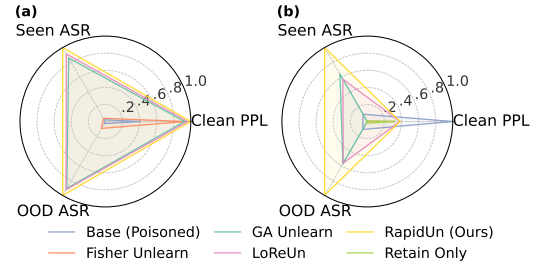 (a)
Seen ASR
.2 .4 .6 .8 1.0
Clean PPL
OOD ASR
(b)
Seen ASR
.2 .4 .6 .8 1.0
Clean PPL
OOD ASR
Base (Poisoned)
GA Unlearn
RapidUn (Ours)
Fisher Unlearn
LoReUn
Retain Only